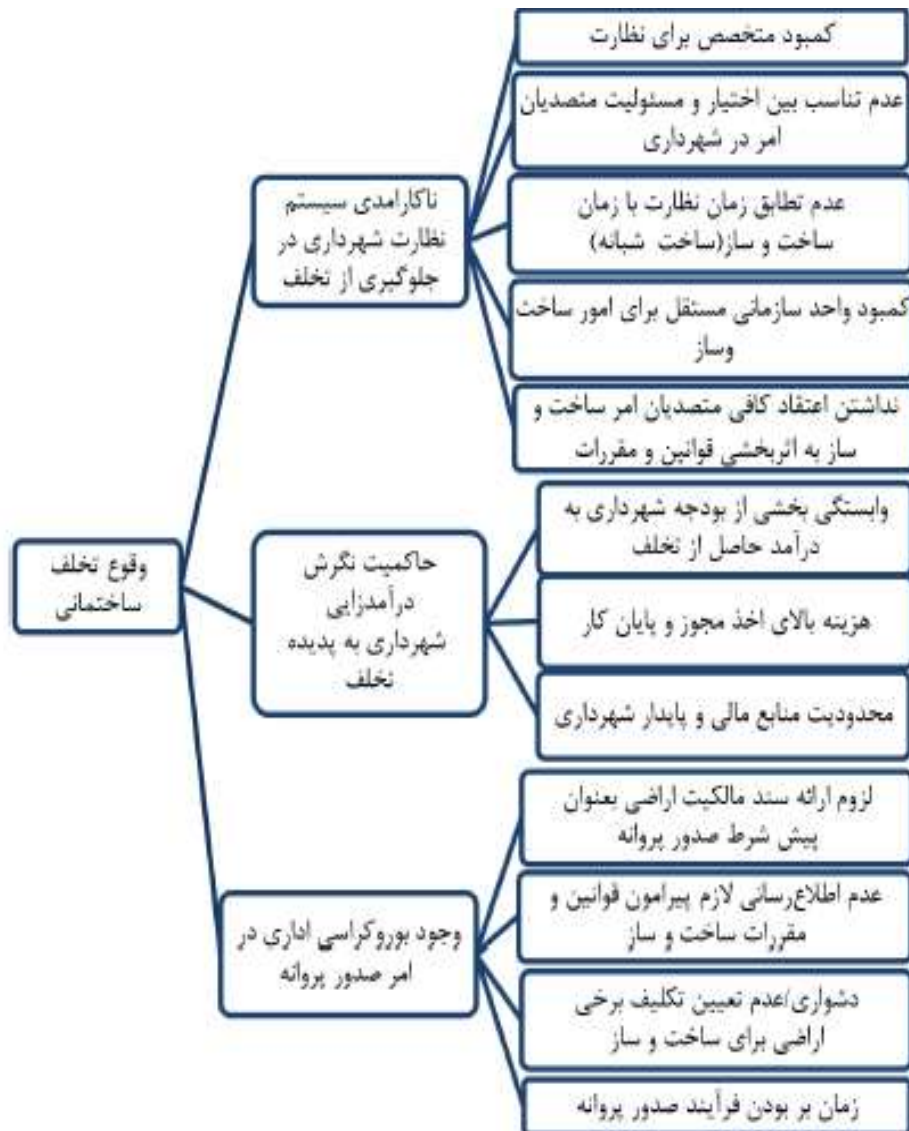 کمبود متخصص برای نظارت
عدم تناسب بین اختیار و مسئولیت متصدیان
امر در شهرداری
عدم تطابق زمان نظارت با زمان
ساخت و ساز(ساخت شبانه)
کمبود واحد سازمانی مستقل برای امور ساخت
وساز
نداشتن اعتقاد کافی متصدیان امر ساخت و
ساز به اثربخشی قوانین و مقررات
ناکارامدی سیستم
نظارت شهرداری در
جلوگیری از تخلف
وابستگی بخشی از بودجه شهرداری به
درآمد حاصل از تخلف
هزینه بالای اخذ مجوز و پایان کار
محدودیت منابع مالی و پایدار شهرداری
حاکمیت نگرش
درآمدزایی
شهرداری به پدیده
تخلف
وقوع تخلف
ساختمانی
لزوم ارائه سند مالکیت اراضی بعنوان
پیش شرط صدور پروانه
عدم اطلاع‌رسانی لازم پیرامون قوانین و
مقررات ساخت و ساز
دشواری/عدم تعیین تکلیف برخی
اراضی برای ساخت و ساز
زمان بر بودن فرآیند صدور پروانه
وجود بوروکراسی اداری در
امر صدور پروانه